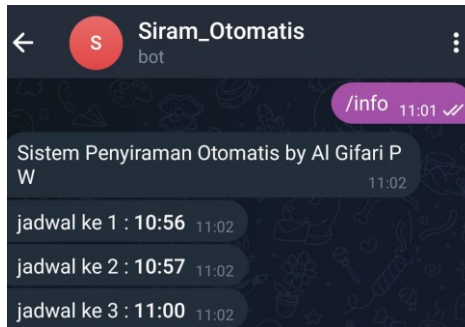 S
Siram_Otomatis
bot
/info 11:01
Sistem Penyiraman Otomatis by Al Gifari P
W
11:02
jadwal ke 1 : 10:56 11:02
jadwal ke 2 : 10:57 11:02
jadwal ke 3 : 11:00 11:02